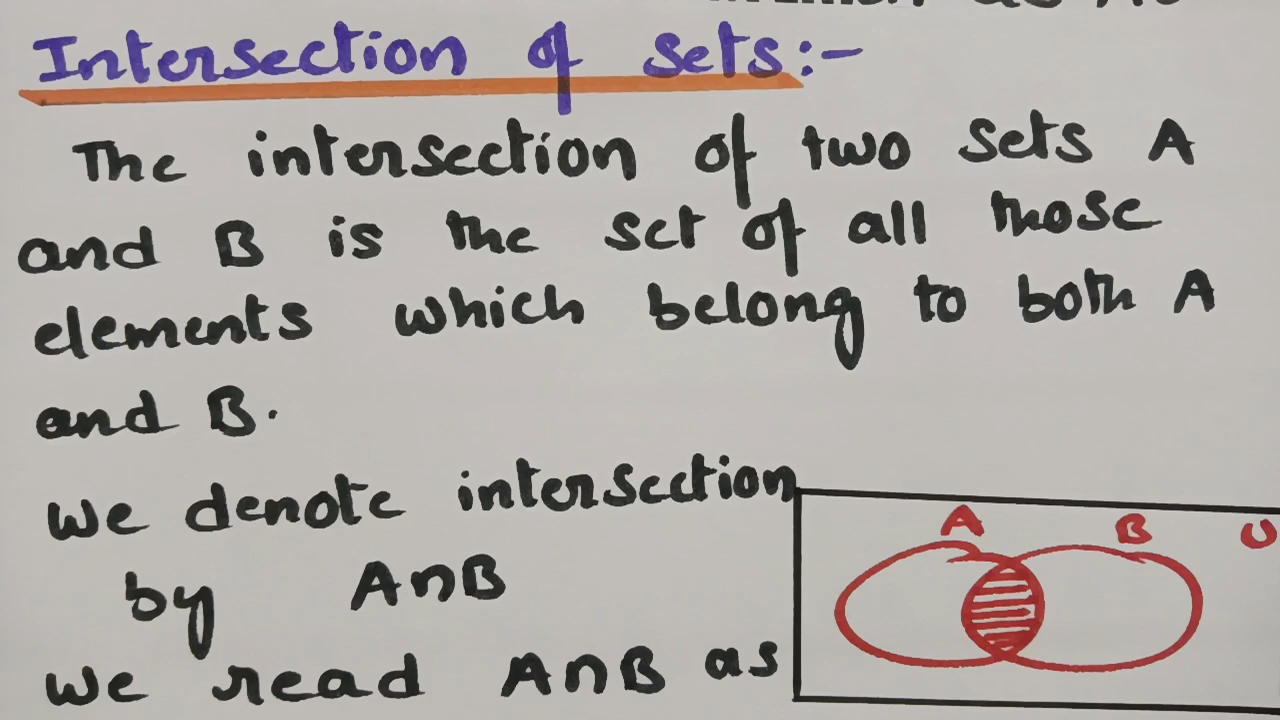 Intersection of sets:-
The intersection of two sets A
and B is the set of all those
elements which belong to both A
and B.
We denote intersection
by A∩B
We read A∩B as
A B U